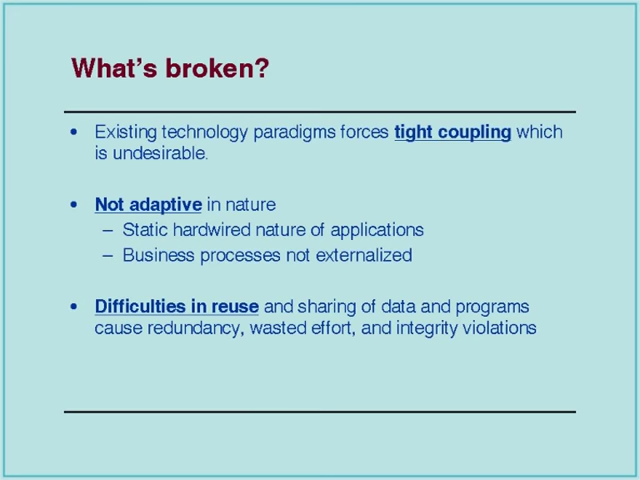 What's broken?
• Existing technology paradigms forces tight coupling which
is undesirable.
• Not adaptive in nature
– Static hardwired nature of applications
– Business processes not externalized
• Difficulties in reuse and sharing of data and programs
cause redundancy, wasted effort, and integrity violations